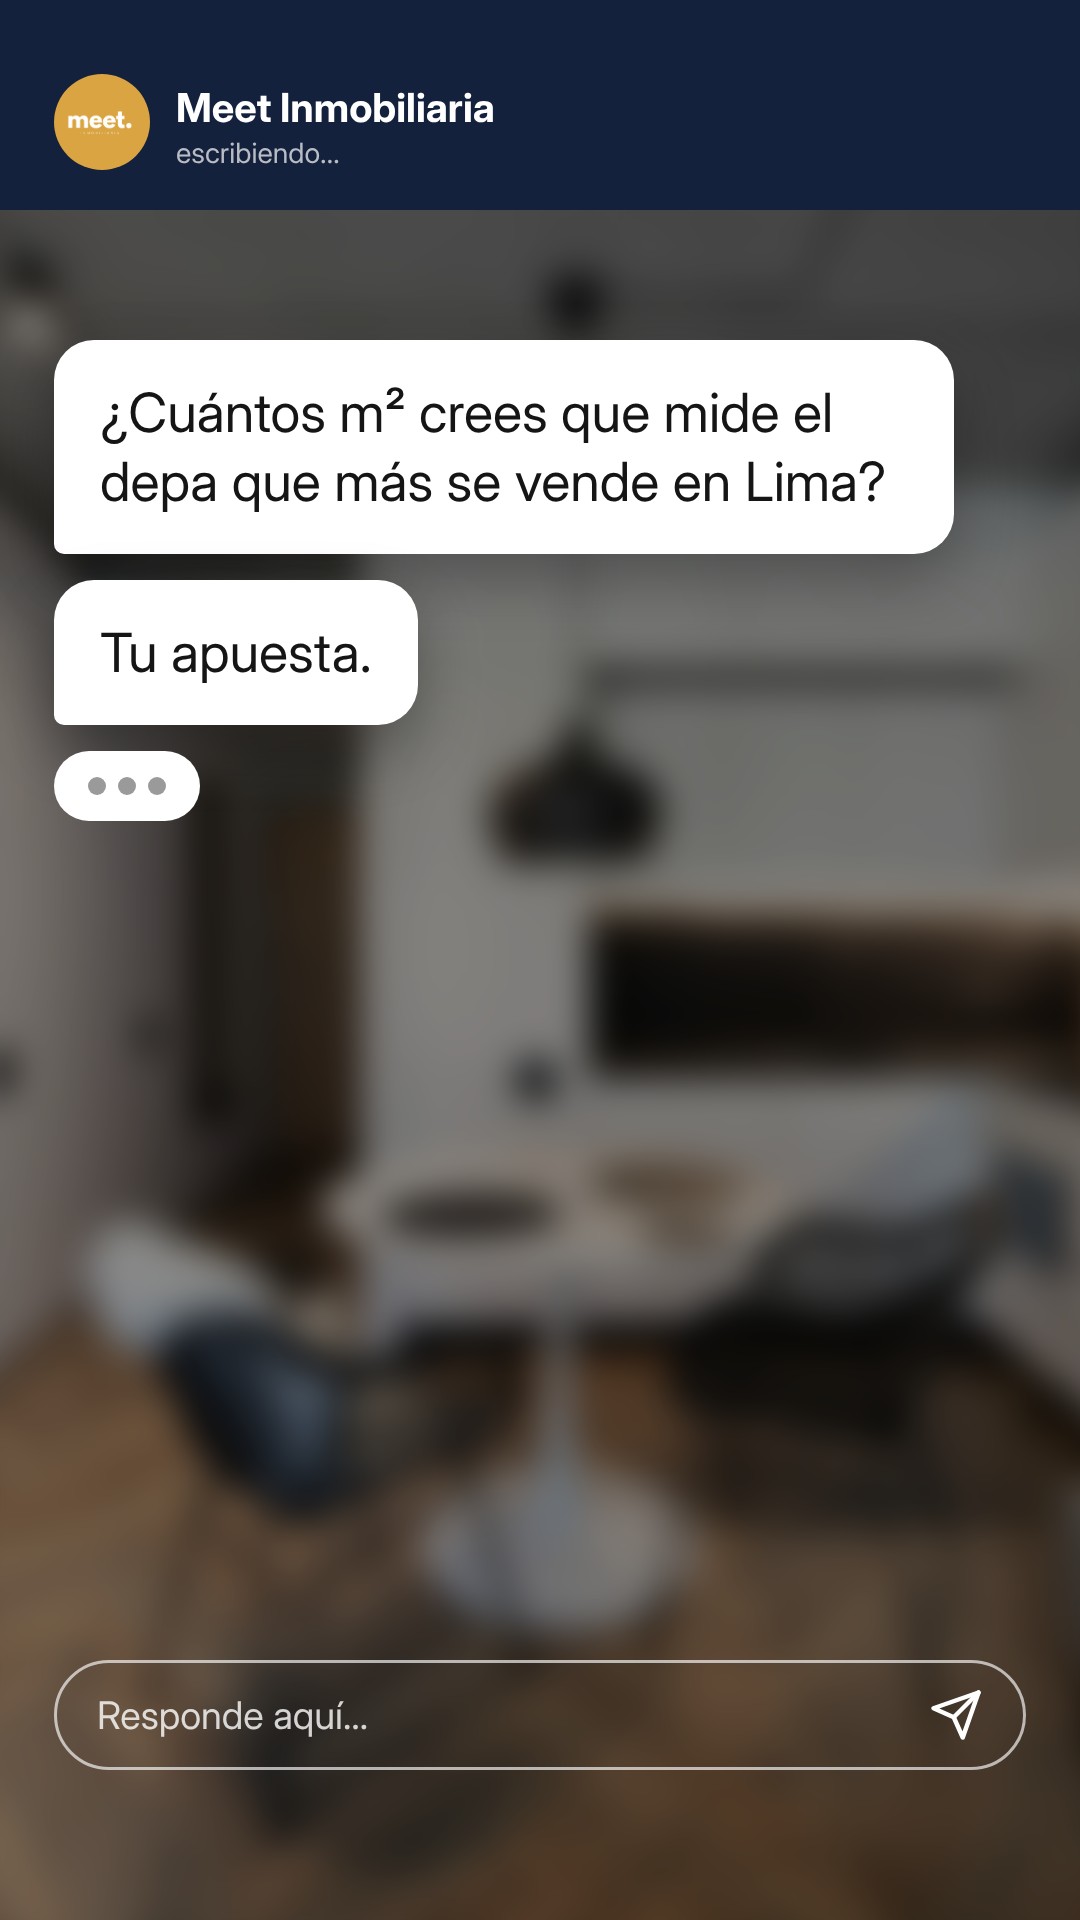 meet.
Meet Inmobiliaria
escribiendo...
¿Cuántos m² crees que mide el
depa que más se vende en Lima?
Tu apuesta.
Responde aquí...